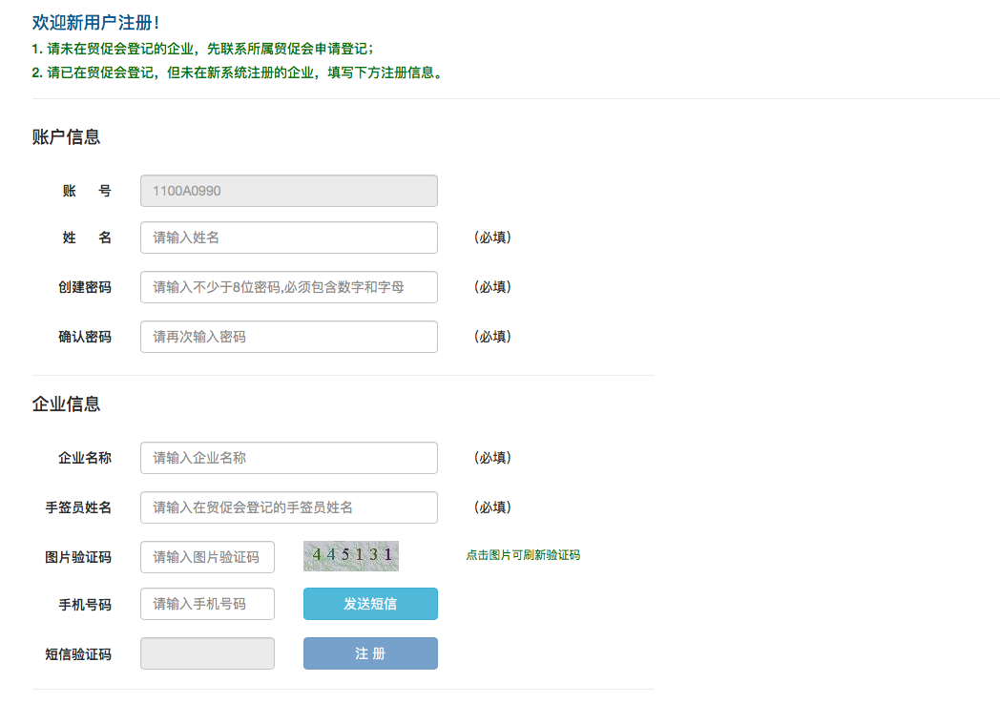 欢迎新用户注册!
1. 请未在贸促会登记的企业，先联系所属贸促会申请登记；
2. 请已在贸促会登记，但未在新系统注册的企业，填写下方注册信息。
账户信息
账 号 1100A0990
姓 名 请输入姓名 （必填）
创建密码 请输入不少于8位密码,必须包含数字和字母 （必填）
确认密码 请再次输入密码 （必填）
企业信息
企业名称 请输入企业名称 （必填）
手签员姓名 请输入在贸促会登记的手签员姓名 （必填）
图片验证码 请输入图片验证码 445131 点击图片可刷新验证码
手机号码 请输入手机号码 发送短信
短信验证码 注 册